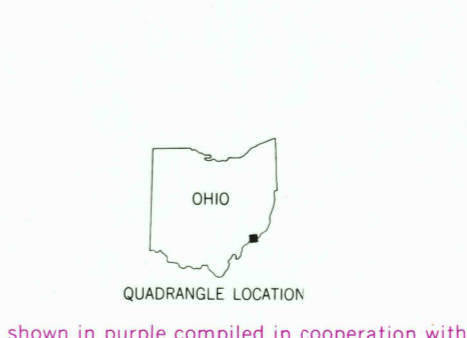 OHIO
QUADRANGLE LOCATION
shown in purple compiled in cooperation with